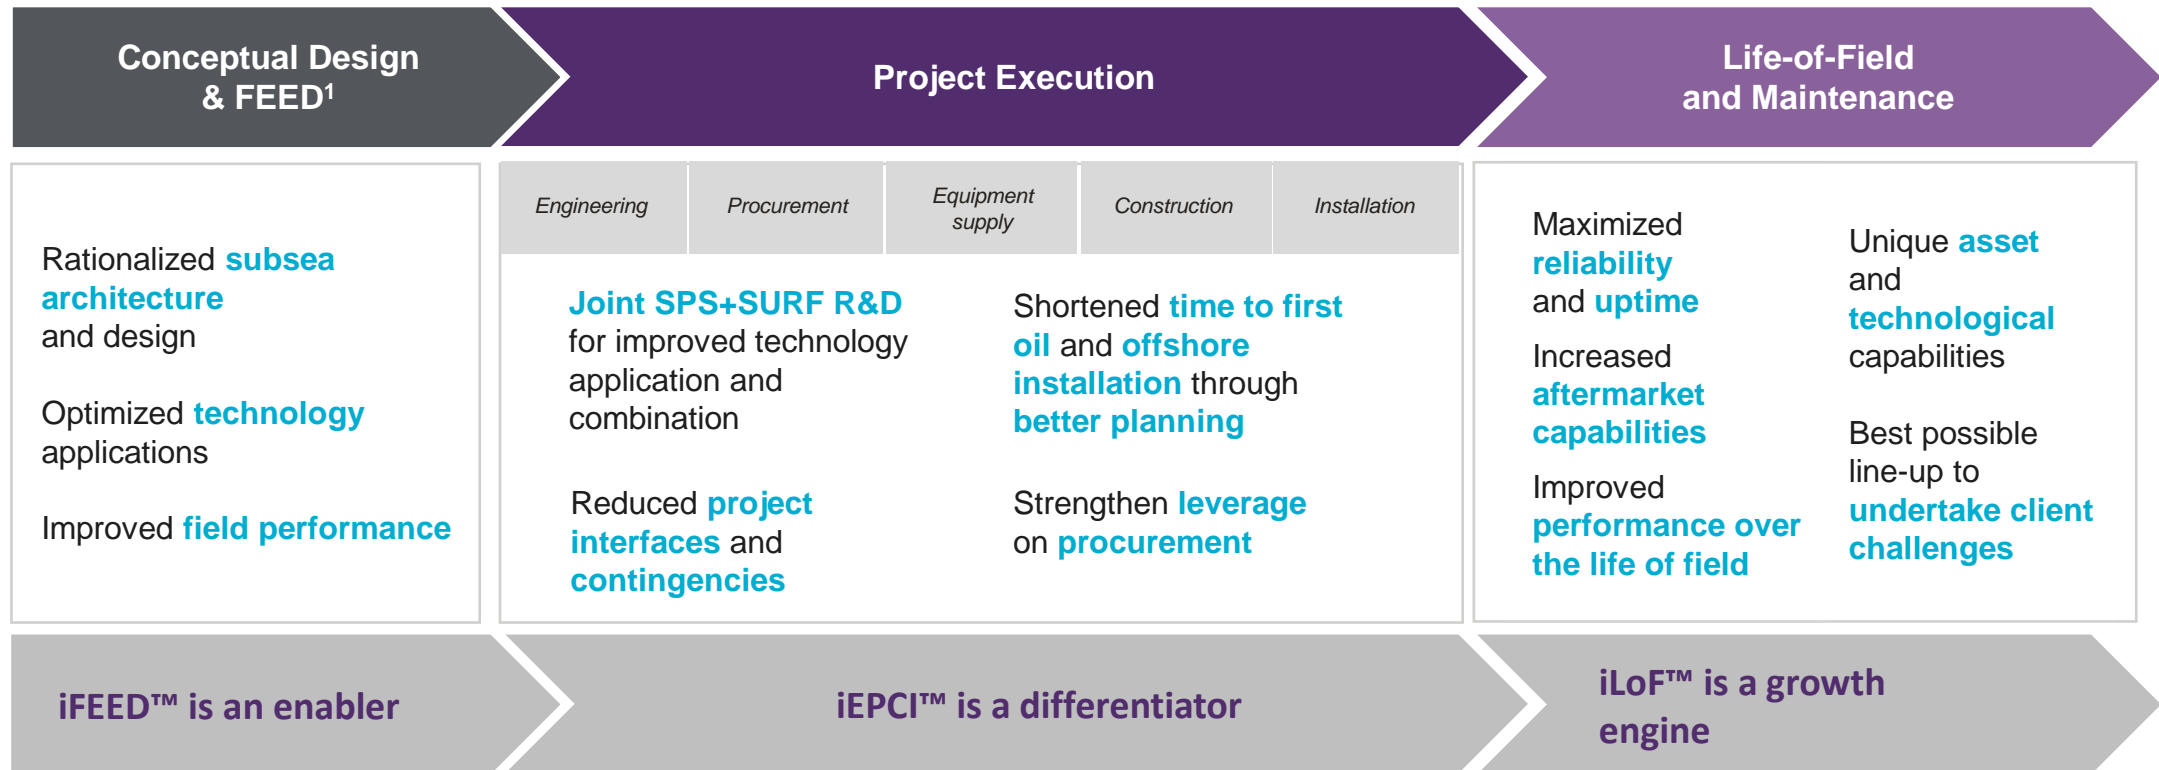 Conceptual Design
& FEED¹
Project Execution
Life-of-Field
and Maintenance
Rationalized subsea
architecture
and design
Optimized technology
applications
Improved field performance
Engineering
Procurement
Equipment
supply
Construction
Installation
Joint SPS+SURF R&D
for improved technology
application and
combination
Reduced project
interfaces and
contingencies
Shortened time to first
oil and offshore
installation through
better planning
Strengthen leverage
on procurement
Maximized
reliability
and uptime
Increased
aftermarket
capabilities
Improved
performance over
the life of field
Unique asset
and
technological
capabilities
Best possible
line-up to
undertake client
challenges
iFEED™ is an enabler
iEPCI™ is a differentiator
iLoF™ is a growth
engine